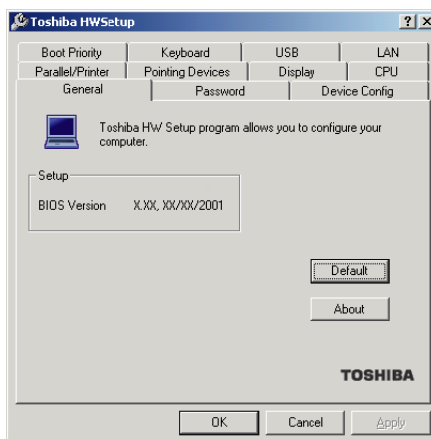 Toshiba HWSetup
Boot Priority Keyboard USB LAN
Parallel/Printer Pointing Devices Display CPU
General Password Device Config
Toshiba HW Setup program allows you to configure your
computer.
Setup
BIOS Version X.XX, XX/XX/2001
Default
About
TOSHIBA
OK Cancel Apply